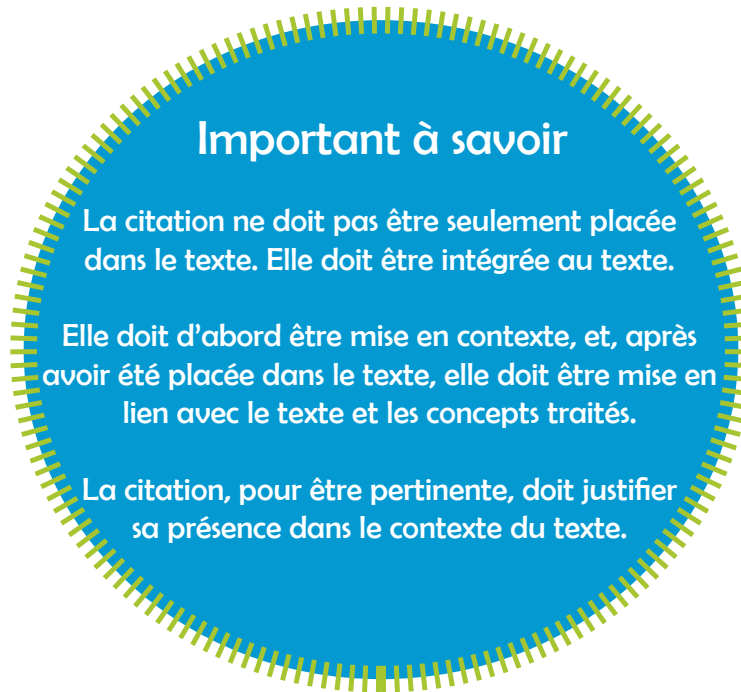 Important à savoir
La citation ne doit pas être seulement placée
dans le texte. Elle doit être intégrée au texte.
Elle doit d’abord être mise en contexte, et, après
avoir été placée dans le texte, elle doit être mise en
lien avec le texte et les concepts traités.
La citation, pour être pertinente, doit justifier
sa présence dans le contexte du texte.